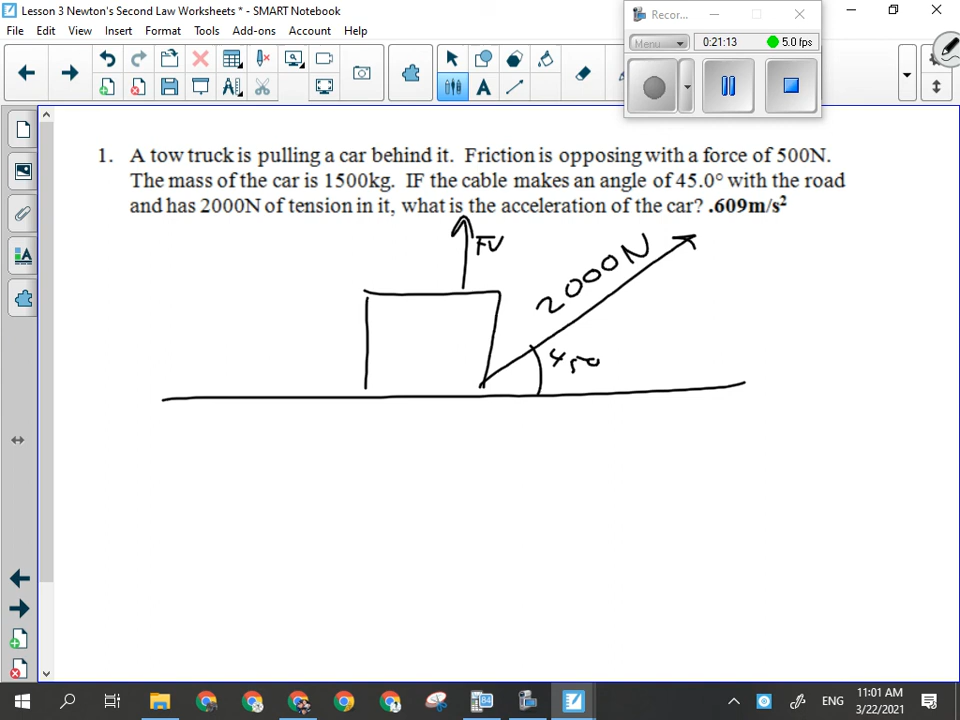 Lesson 3 Newton's Second Law Worksheets * - SMART Notebook
Recor...
File Edit View Insert Format Tools Add-ons Account Help
Menu 0:21:13 5.0 fps
1. A tow truck is pulling a car behind it. Friction is opposing with a force of 500N.
The mass of the car is 1500kg. IF the cable makes an angle of 45.0° with the road
and has 2000N of tension in it, what is the acceleration of the car? .609m/s²
2000N
45°
ENG
11:01 AM
3/22/2021